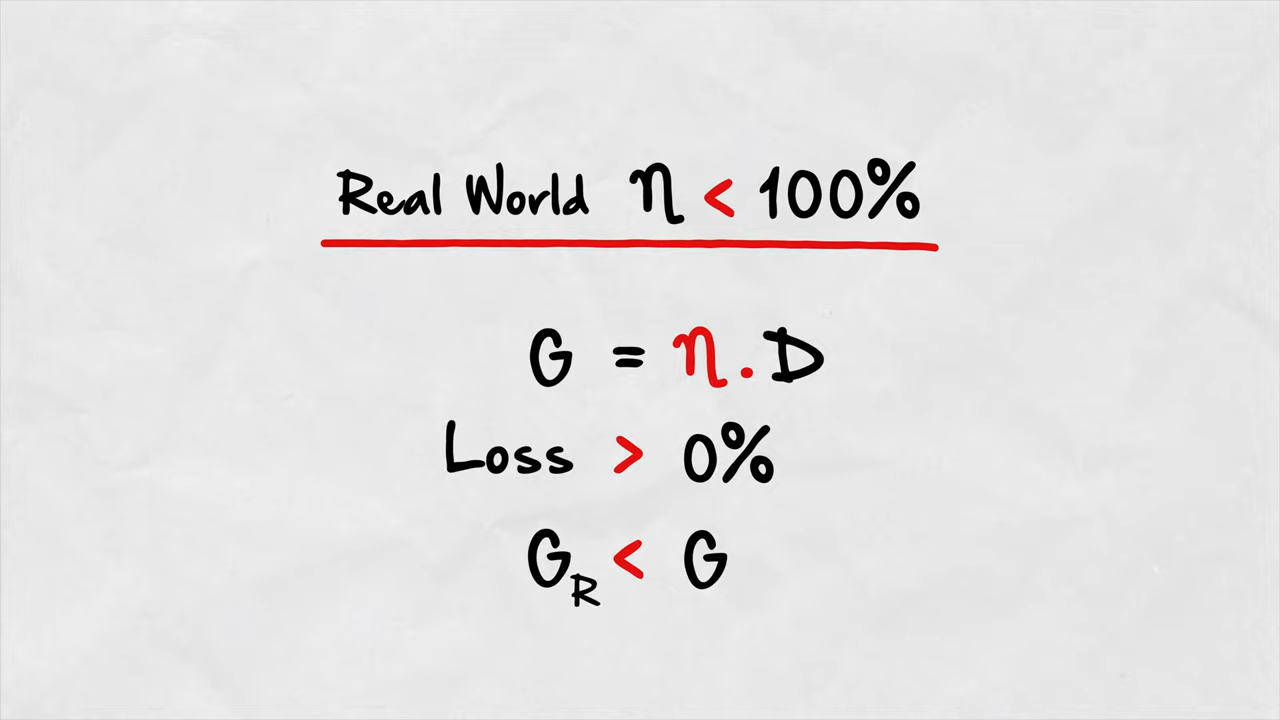 Real World η < 100%
G = η . D
Loss > 0%
G_R < G